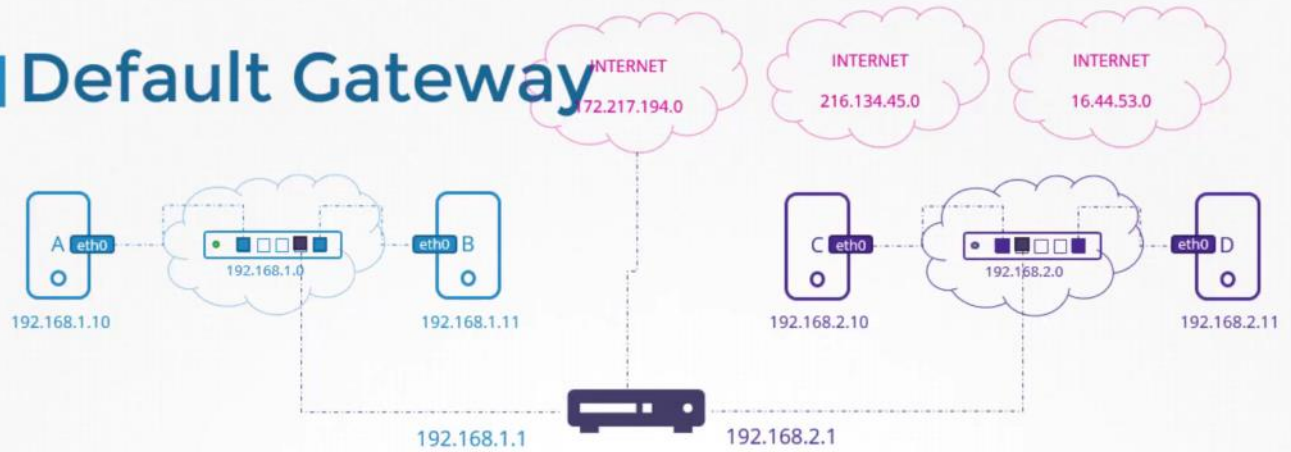 Default Gateway
INTERNET
172.217.194.0
INTERNET
216.134.45.0
INTERNET
16.44.53.0
A eth0
192.168.1.10
192.168.1.0
eth0 B
192.168.1.11
C eth0
192.168.2.10
192.168.2.0
eth0 D
192.168.2.11
192.168.1.1
192.168.2.1